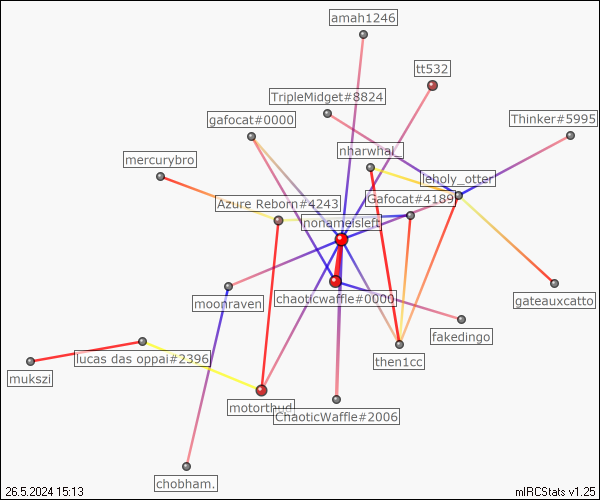 amah1246
tt532
TripleMidget#8824
gafocat#0000
Thinker#5995
nharwhal_
mercurybro
leholy_otter
Gafocat#4189
Azure Reborn#4243
nonameisleft
chaoticwaffle#0000
moonraven
gateauxcatto
fakedingo
lucas das oppai#2396
then1cc
mukszi
motorthud
ChaoticWaffle#2006
chobham.
26.5.2024 15:13
mIRCStats v1.25